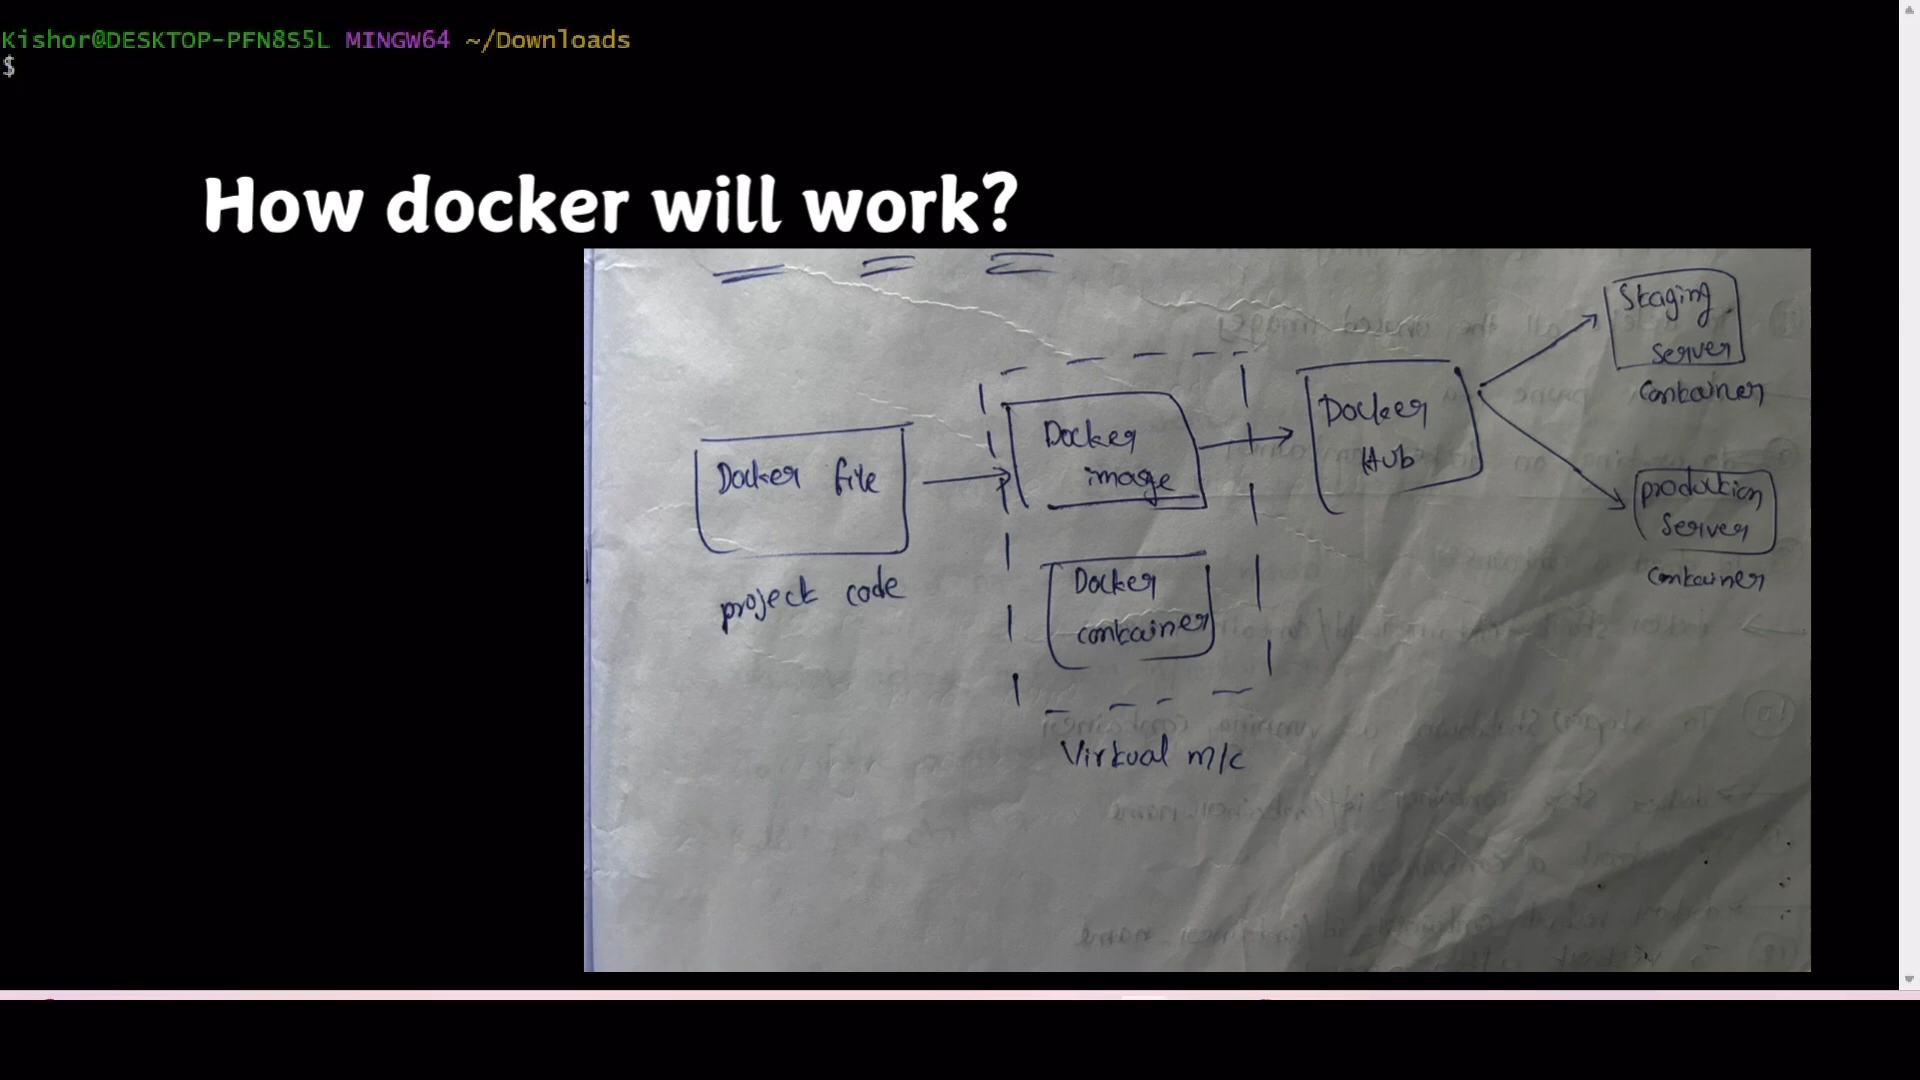 Kishor@DESKTOP-PFN8S5L MINGW64 ~/Downloads
$
How docker will work?
Staging
server
container
Docker
Hub
Docker
image
Docker file
production
server
container
Docker
container
project code
Virtual m/c